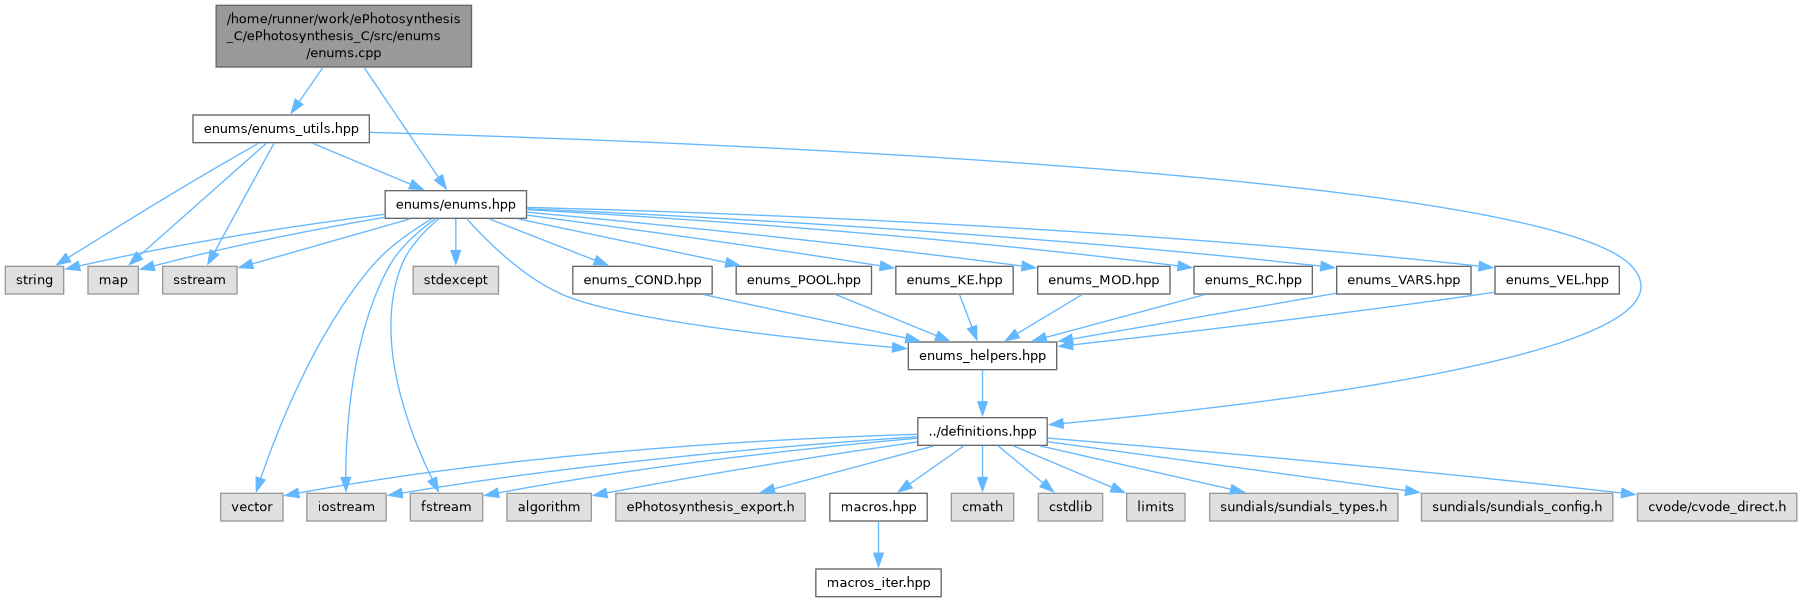 /home/runner/work/ePhotosynthesis
_C/ePhotosynthesis_C/src/enums
/enums.cpp
enums/enums_utils.hpp
enums/enums.hpp
string
map
sstream
stdexcept
enums_COND.hpp
enums_POOL.hpp
enums_KE.hpp
enums_MOD.hpp
enums_RC.hpp
enums_VARS.hpp
enums_VEL.hpp
enums_helpers.hpp
../definitions.hpp
vector
iostream
fstream
algorithm
ePhotosynthesis_export.h
macros.hpp
cmath
cstdlib
limits
sundials/sundials_types.h
sundials/sundials_config.h
cvode/cvode_direct.h
macros_iter.hpp